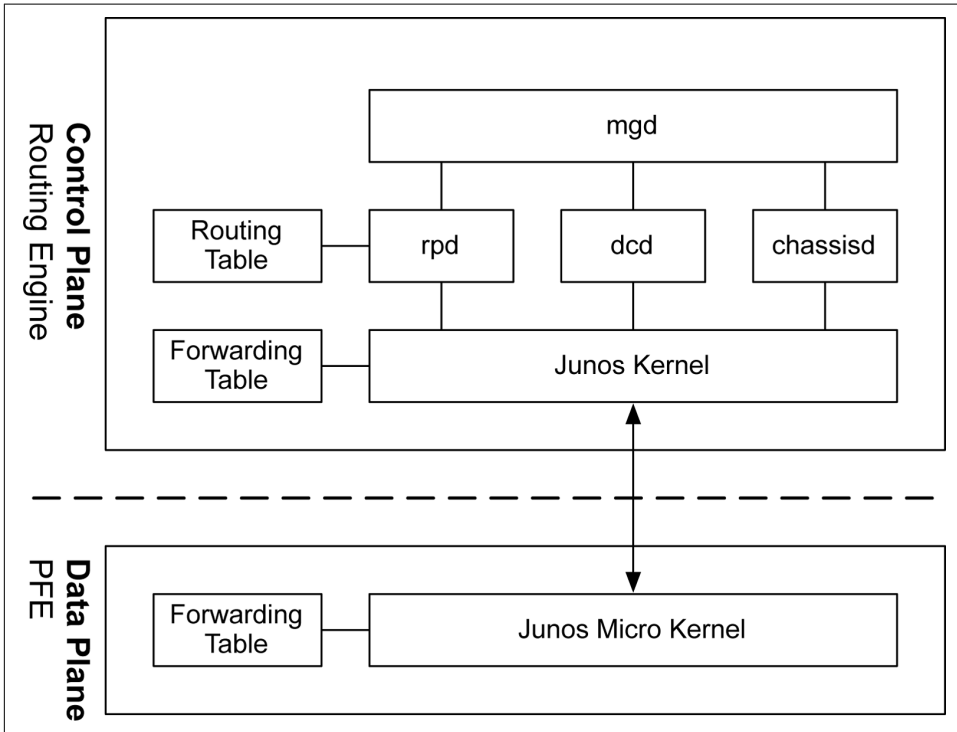 Control Plane
Routing Engine
mgd
Routing
Table
rpd
dcd
chassisd
Forwarding
Table
Junos Kernel
Data Plane
PFE
Forwarding
Table
Junos Micro Kernel